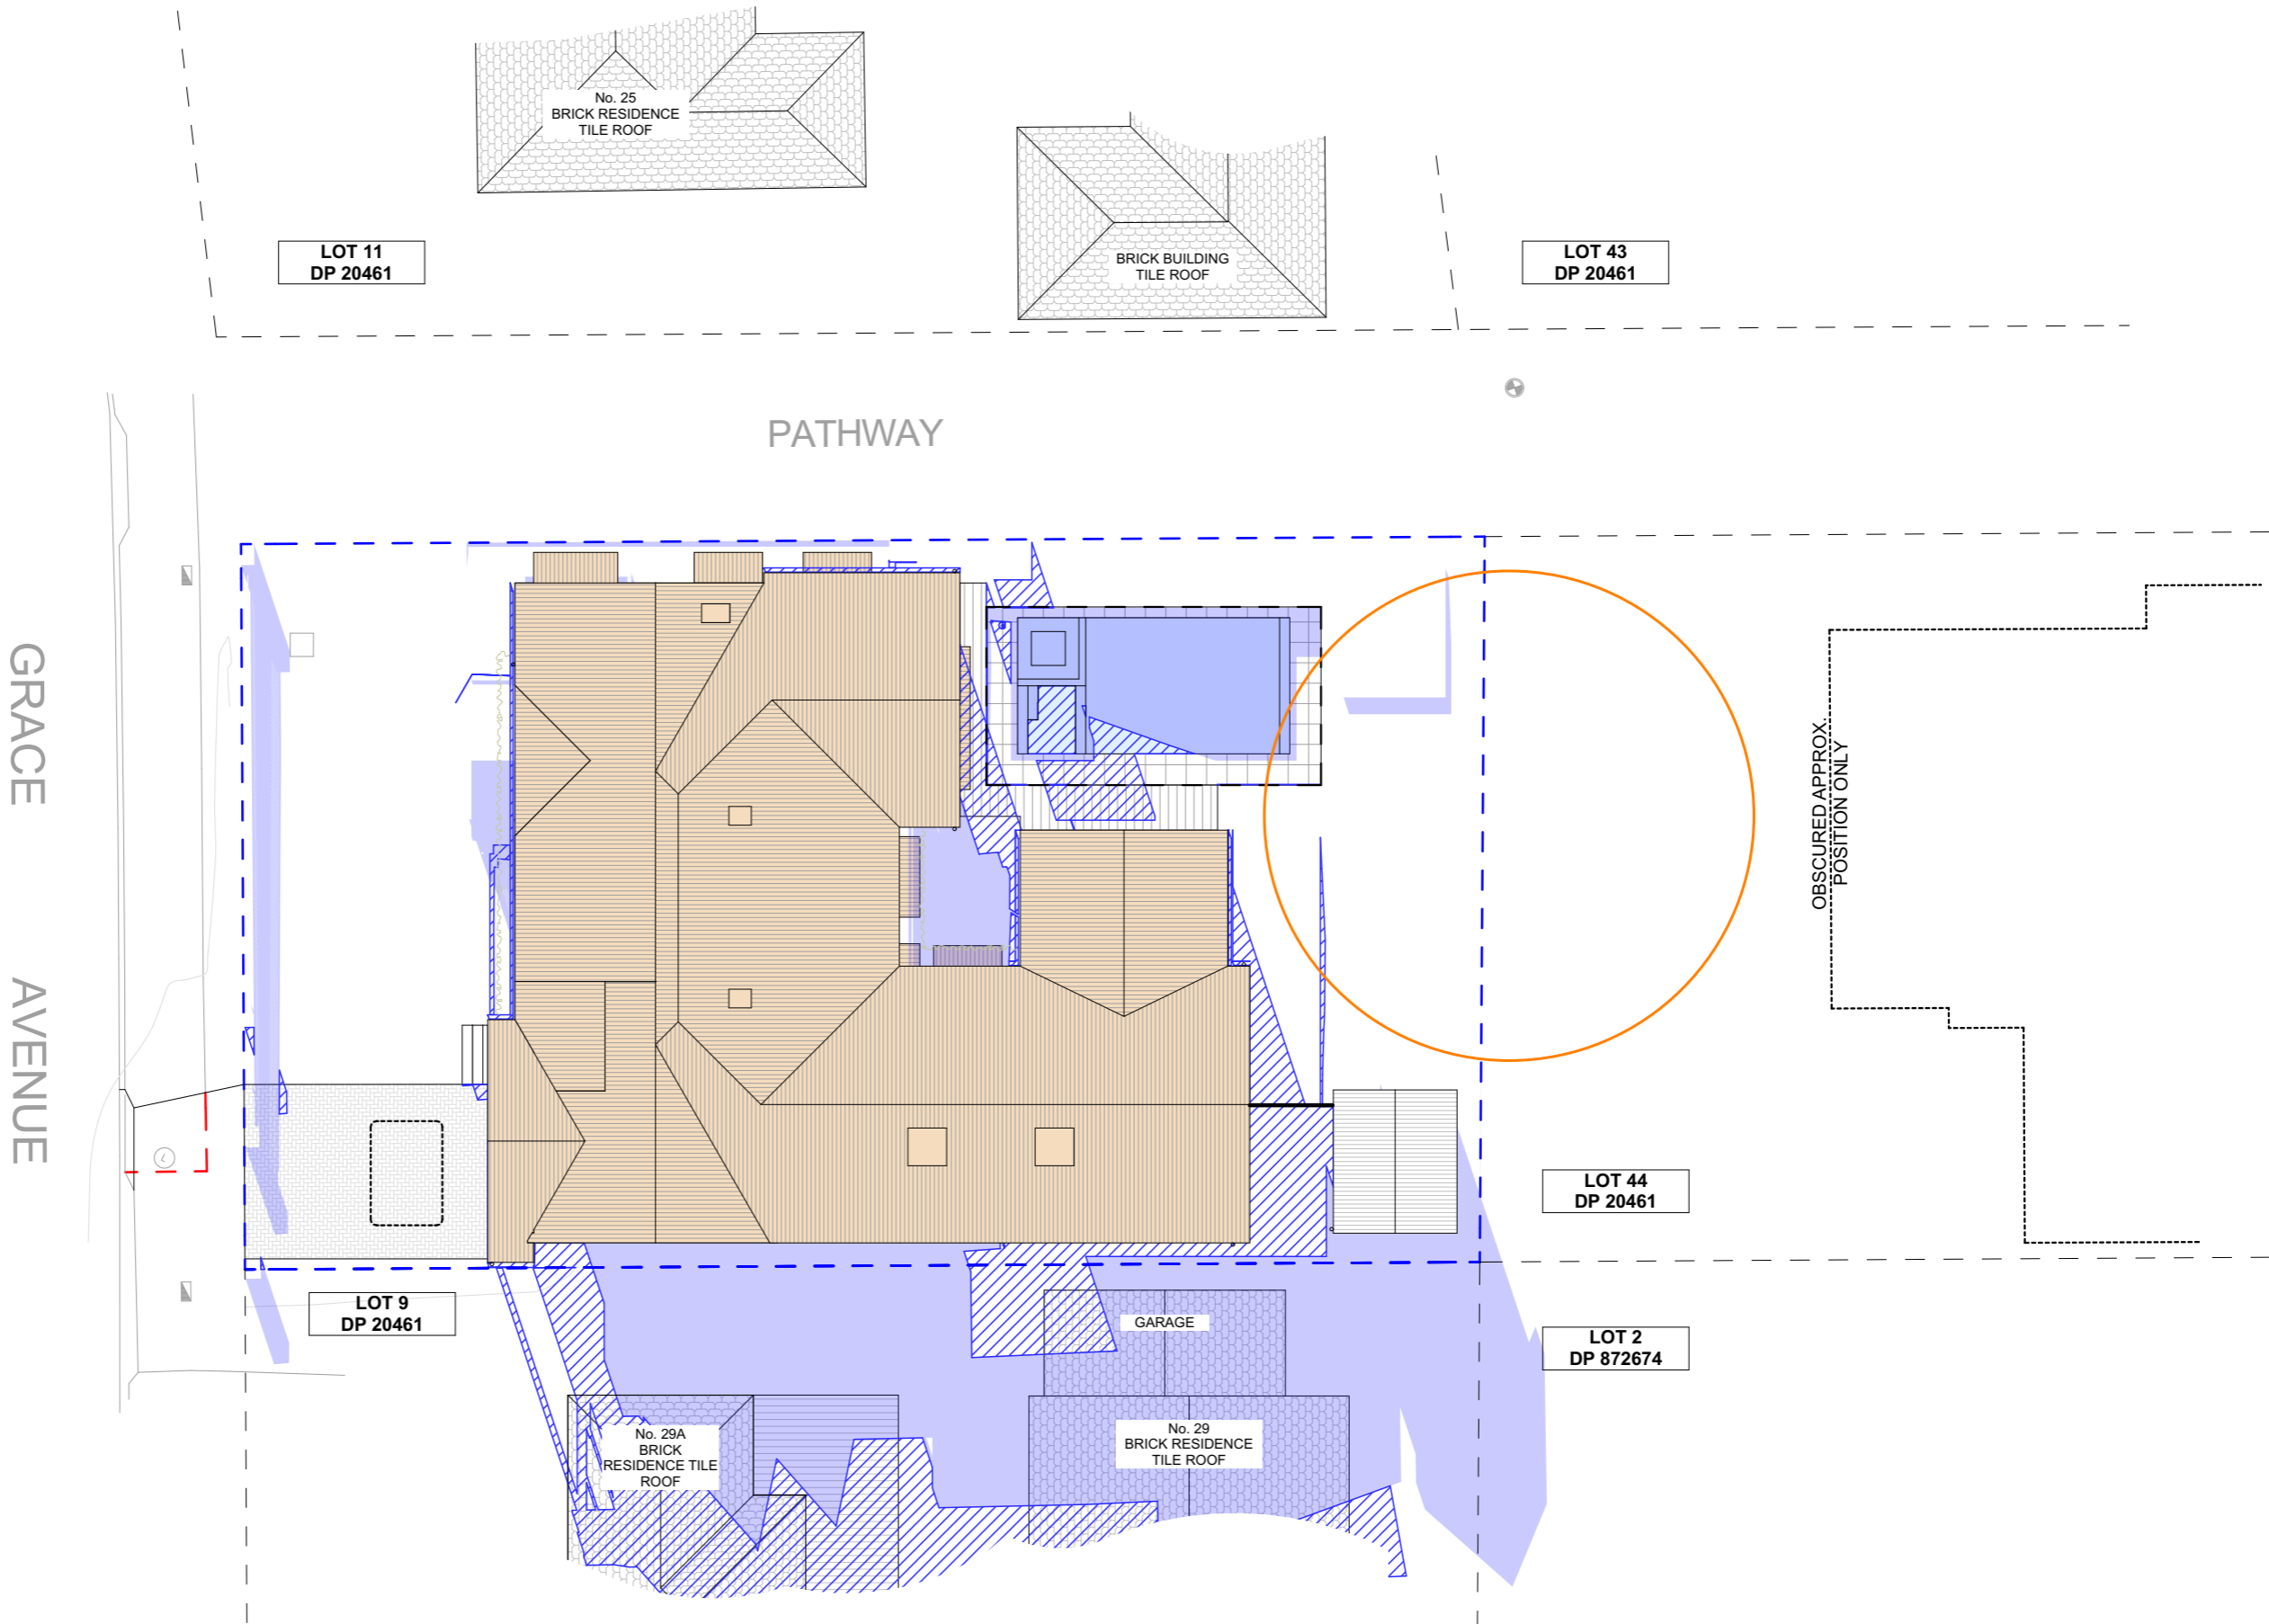 No. 25
BRICK RESIDENCE
TILE ROOF
BRICK BUILDING
TILE ROOF
LOT 11
DP 20461
LOT 43
DP 20461
PATHWAY
GRACE AVENUE
OBSCURED APPROX.
POSITION ONLY
LOT 44
DP 20461
LOT 9
DP 20461
GARAGE
LOT 2
DP 872674
No. 29A
BRICK
RESIDENCE TILE
ROOF
No. 29
BRICK RESIDENCE
TILE ROOF